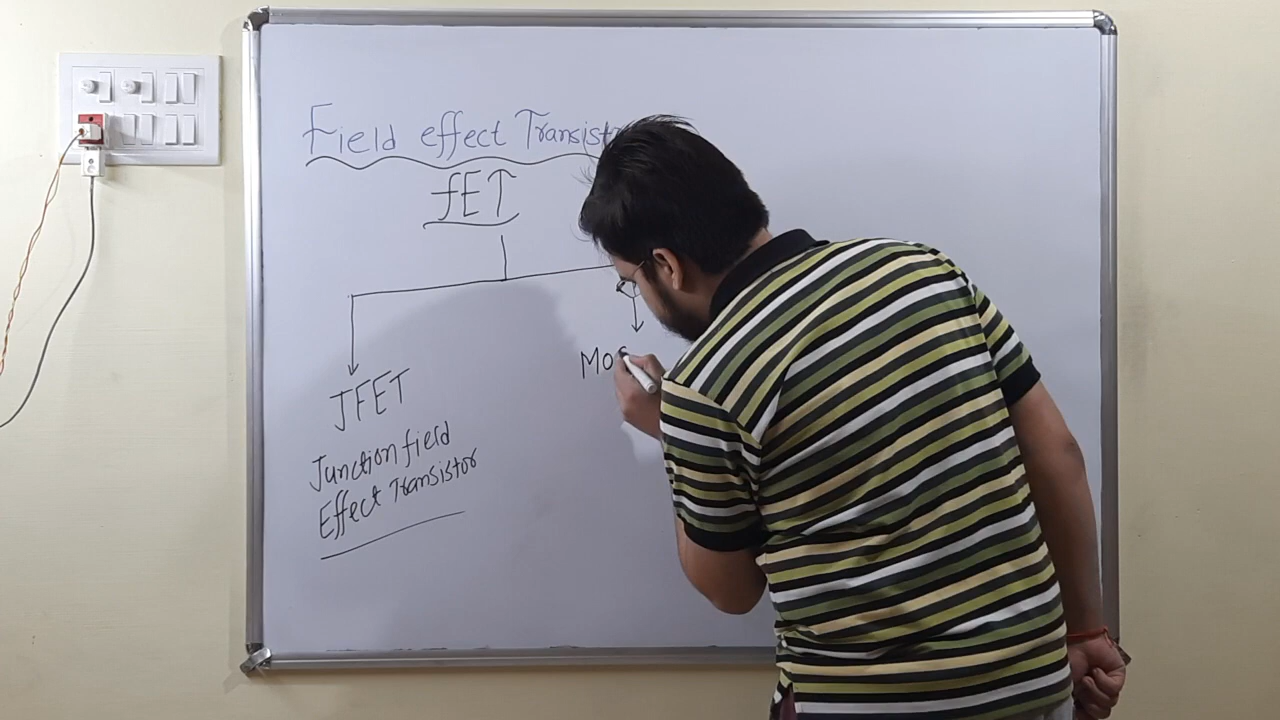 Field effect Transist
fET
JFET
Junction field
Effect Transistor
Mos